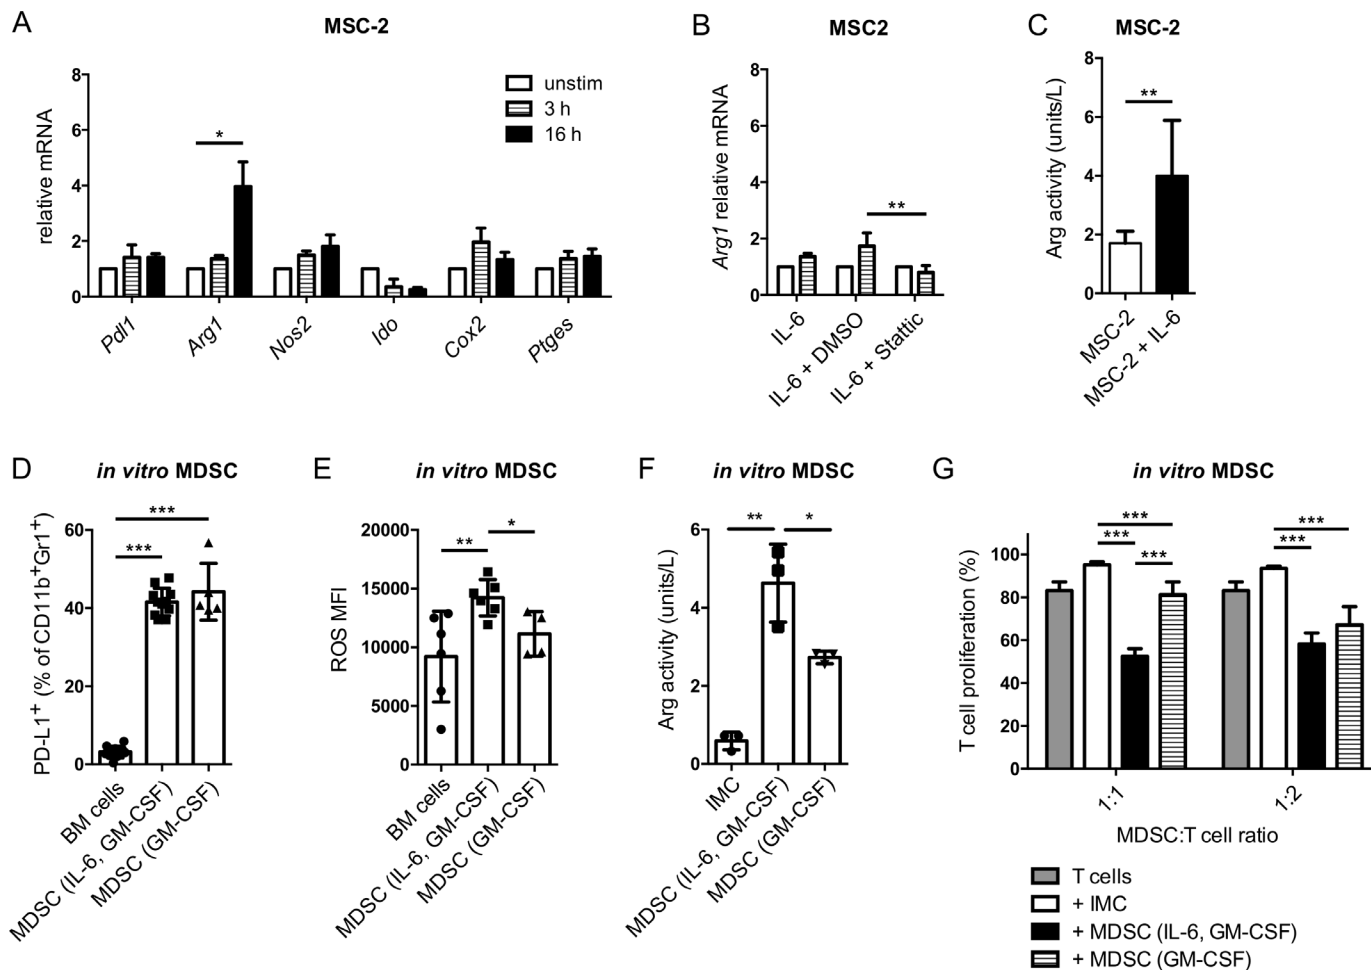 A
MSC-2
relative mRNA
8
6
4
2
0
*
unstim
3 h
16 h
Pdl1
Arg1
Nos2
Ido
Cox2
Ptges
B
MSC2
Arg1 relative mRNA
8
6
4
2
0
**
IL-6
IL-6 + DMSO
IL-6 + Stattic
C
MSC-2
Arg activity (units/L)
8
6
4
2
0
**
MSC-2
MSC-2 + IL-6
D
in vitro MDSC
PD-L1+ (% of CD11b+Gr1+)
60
40
20
0
***
***
BM cells
MDSC (IL-6, GM-CSF)
MDSC (GM-CSF)
E
in vitro MDSC
ROS MFI
20000
15000
10000
5000
0
**
*
BM cells
MDSC (IL-6, GM-CSF)
MDSC (GM-CSF)
F
in vitro MDSC
Arg activity (units/L)
6
4
2
0
**
*
IMC
MDSC (IL-6, GM-CSF)
MDSC (GM-CSF)
G
in vitro MDSC
T cell proliferation (%)
100
80
60
40
20
0
***
***
***
***
***
1:1
1:2
MDSC:T cell ratio
T cells
+ IMC
+ MDSC (IL-6, GM-CSF)
+ MDSC (GM-CSF)